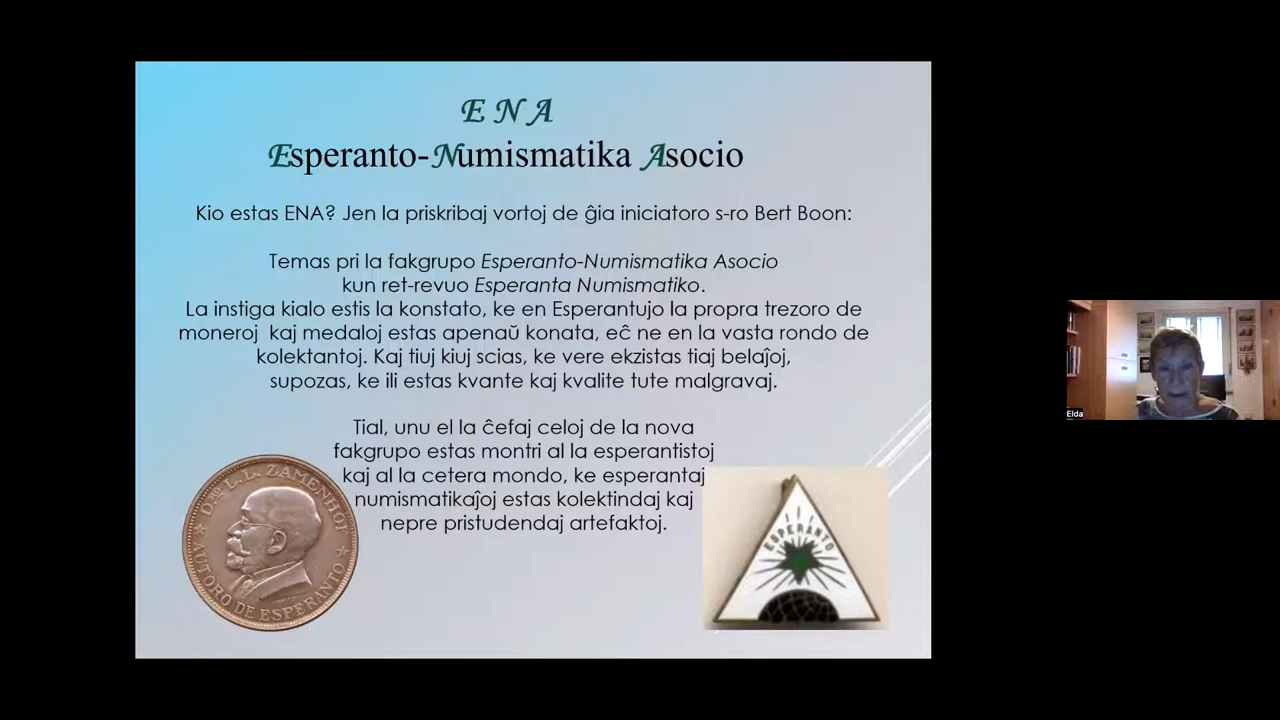 E N A
Esperanto-Numismatika Asocio
Kio estas ENA? Jen la priskribaj vortoj de ĝia iniciatoro s-ro Bert Boon:
Temas pri la fakgrupo Esperanto-Numismatika Asocio
kun ret-revuo Esperanta Numismatiko.
La instiga kialo estis la konstato, ke en Esperantujo la propra trezoro de
moneroj kaj medaloj estas apenaŭ konata, eĉ ne en la vasta rondo de
kolektantoj. Kaj tiuj kiuj scias, ke vere ekzistas tiaj belaĵoj,
supozas, ke ili estas kvante kaj kvalite tute malgravaj.
Tial, unu el la ĉefaj celoj de la nova
fakgrupo estas montri al la esperantistoj
kaj al la cetera mondo, ke esperantaj
numismatikaĵoj estas kolektindaj kaj
nepre pristudendaj artefaktoj.
D-ro L.L. ZAMENHOF
AUTORO DE ESPERANTO
ESPERANTO
Elda